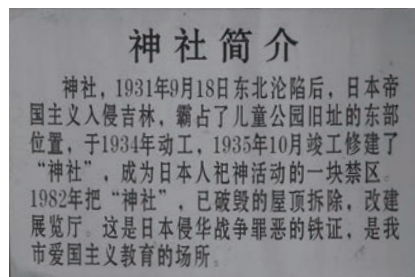 神社简介
神社，1931年9月18日东北沦陷后，日本帝
国主义入侵吉林，霸占了儿童公园旧址的东部
位置，于1934年动工，1935年10月竣工修建了
“神社”，成为日本人祀神活动的一块禁区。
1982年把“神社”，已破毁的屋顶拆除，改建
展览厅。这是日本侵华战争罪恶的铁证，是我
市爱国主义教育的场所。